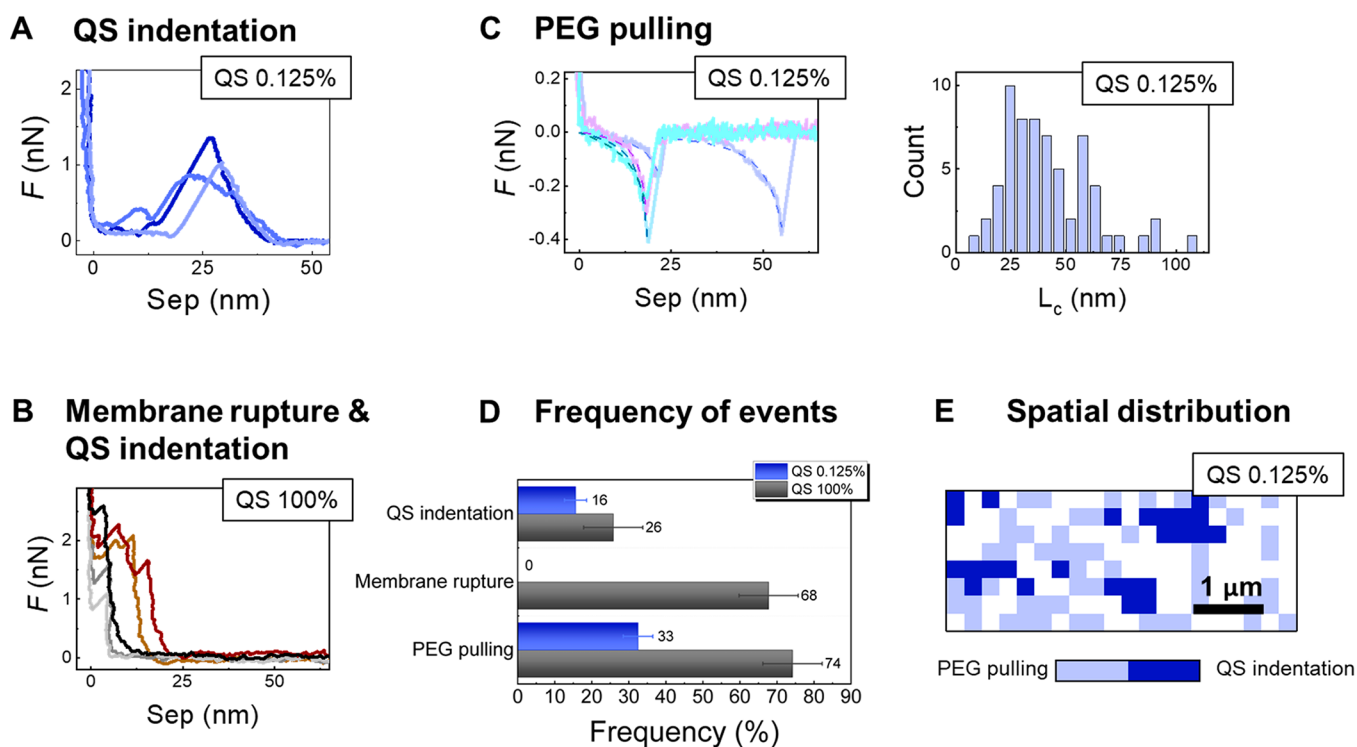 A QS indentation
QS 0.125%
F (nN)
2
1
0
0 25 50
Sep (nm)
C PEG pulling
QS 0.125%
F (nN)
0.2
0.0
-0.2
-0.4
0 25 50
Sep (nm)
QS 0.125%
Count
10
5
0
0 25 50 75 100
Lc (nm)
B Membrane rupture &
QS indentation
QS 100%
F (nN)
2
1
0
0 25 50
Sep (nm)
D Frequency of events
QS 0.125%
QS 100%
QS indentation
16
26
Membrane rupture
0
68
PEG pulling
33
74
0 10 20 30 40 50 60 70 80 90
Frequency (%)
E Spatial distribution
QS 0.125%
1 µm
PEG pulling QS indentation